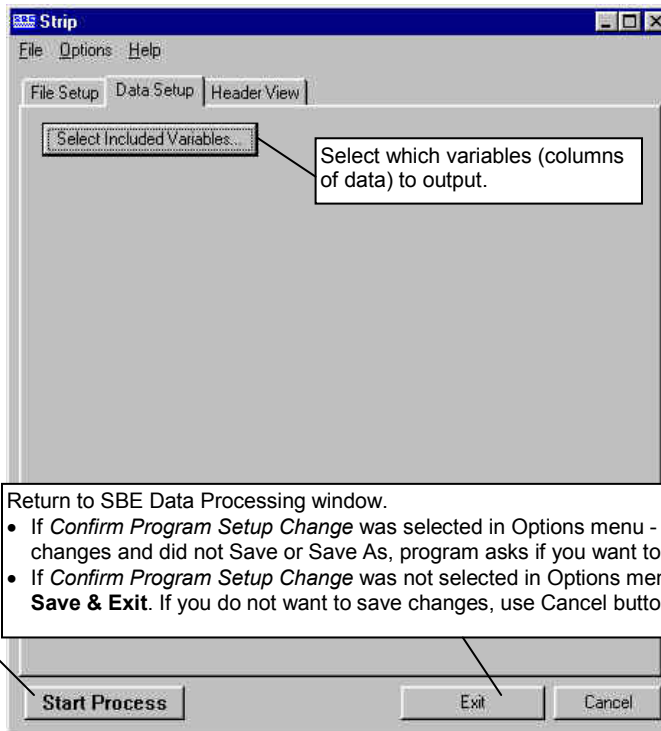 SBE Strip
File Options Help
File Setup Data Setup Header View
Select Included Variables...
Select which variables (columns
of data) to output.
Return to SBE Data Processing window.
• If Confirm Program Setup Change was selected in Options menu -
changes and did not Save or Save As, program asks if you want to
• If Confirm Program Setup Change was not selected in Options
Save & Exit. If you do not want to save changes, use Cancel
Start Process Exit Cancel